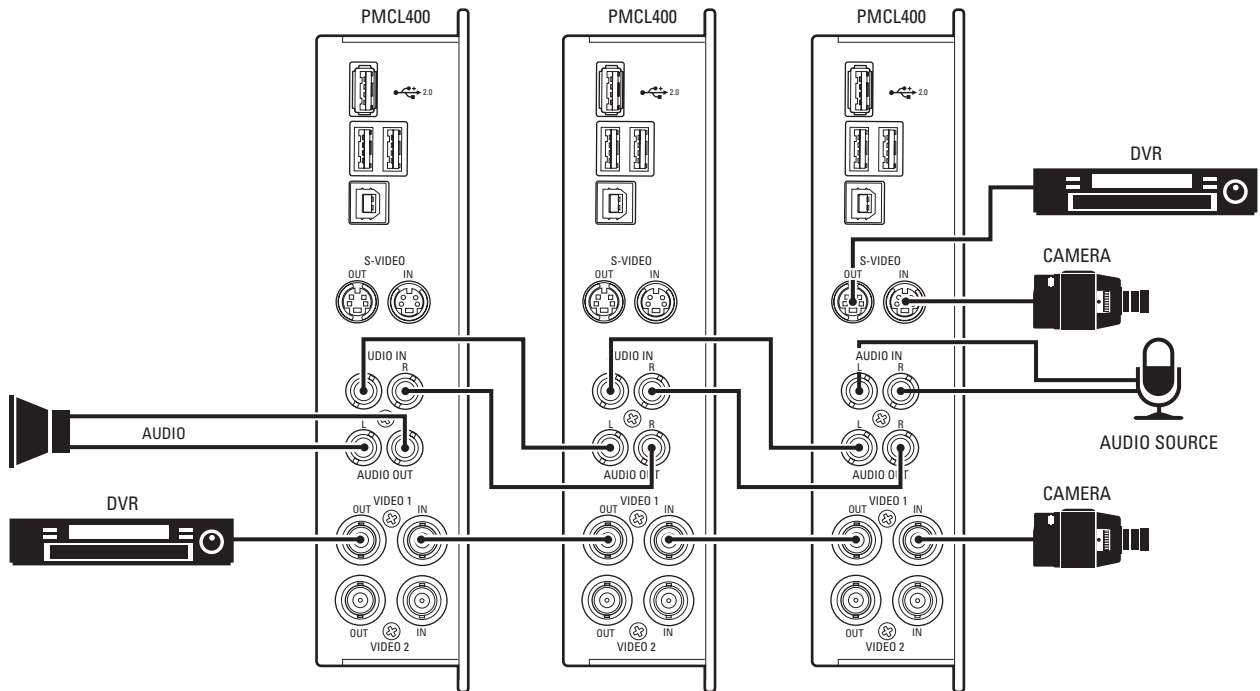 PMCL400
PMCL400
PMCL400
2.0
2.0
2.0
DVR
S-VIDEO
OUT IN
S-VIDEO
OUT IN
S-VIDEO
OUT IN
CAMERA
UDIO IN
R
UDIO IN
R
AUDIO IN
L R
AUDIO SOURCE
AUDIO
L
AUDIO OUT
L R
AUDIO OUT
L R
AUDIO OUT
DVR
VIDEO 1
OUT IN
VIDEO 1
OUT IN
VIDEO 1
OUT IN
CAMERA
OUT IN
VIDEO 2
OUT IN
VIDEO 2
OUT IN
VIDEO 2